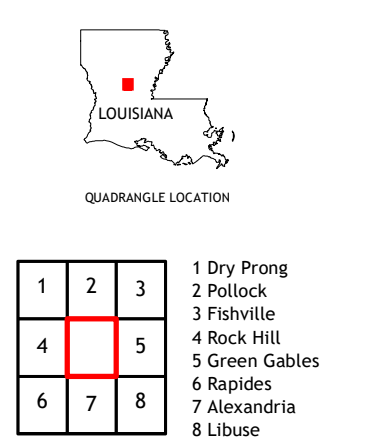 LOUISIANA
QUADRANGLE LOCATION
1 2 3
4 5
6 7 8
1 Dry Prong
2 Pollock
3 Fishville
4 Rock Hill
5 Green Gables
6 Rapides
7 Alexandria
8 Libuse